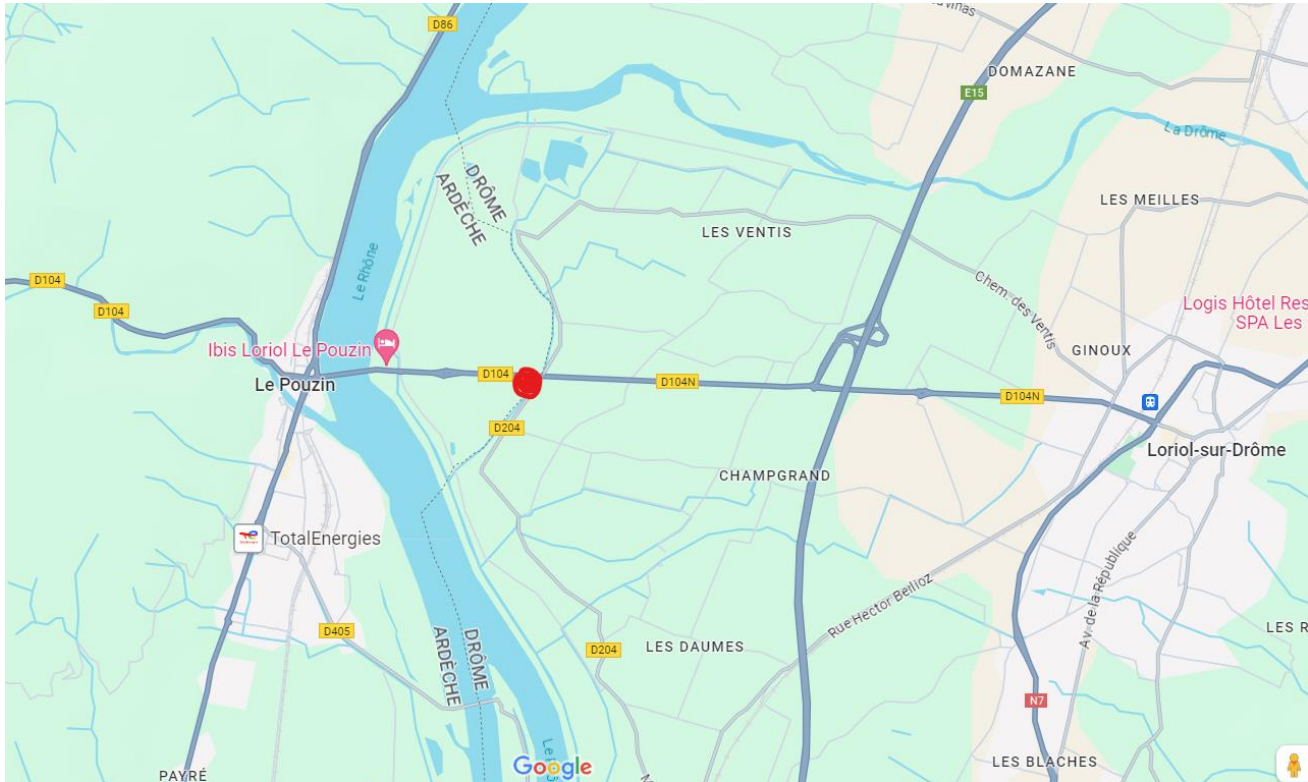 D86
DOMAZANE
E15
La Drôme
DRÔME
ARDÈCHE
LES MEILLES
LES VENTIS
Le Rhône
D104
D104
Chem. des Ventis
Logis Hôtel Res
SPA Les
Ibis Loriol Le Pouzin
GINOUX
Le Pouzin
D104
D104N
D104N
D204
Loriol-sur-Drôme
CHAMPGRAND
TotalEnergies
Av. de la République
Rue Hector Bellioz
D405
LES R
DRÔME
ARDÈCHE
D204
LES DAUMES
N7
Google
LES BLACHES
PAYRÉ